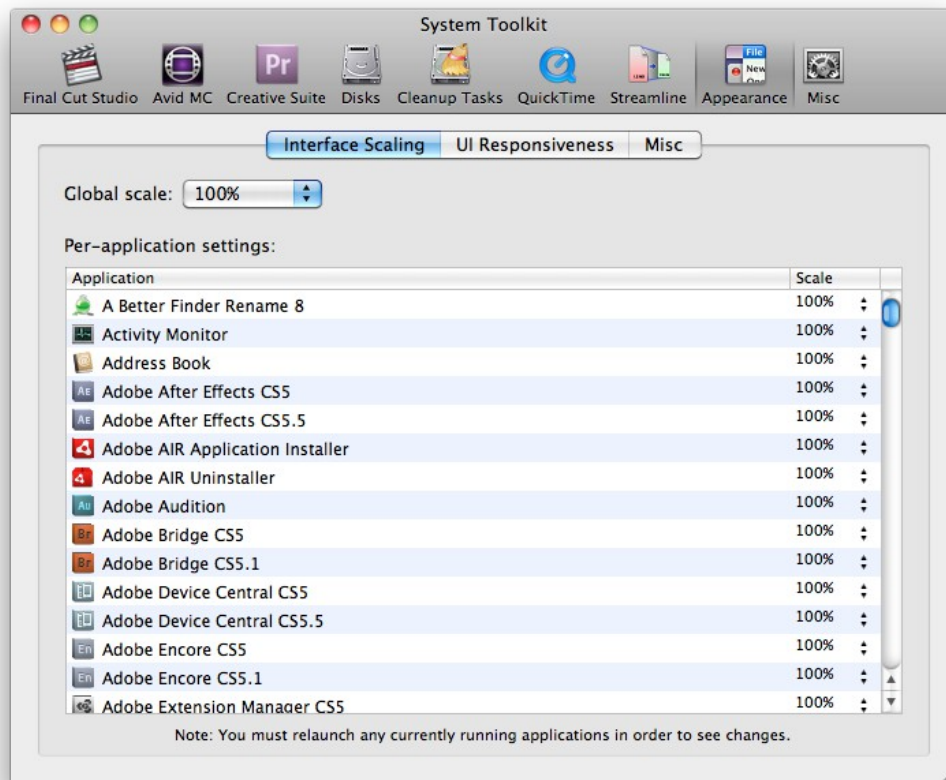 System Toolkit
Final Cut Studio Avid MC Creative Suite Disks Cleanup Tasks QuickTime Streamline Appearance Misc
Interface Scaling UI Responsiveness Misc
Global scale: 100%
Per-application settings:
Application Scale
A Better Finder Rename 8 100%
Activity Monitor 100%
Address Book 100%
Adobe After Effects CS5 100%
Adobe After Effects CS5.5 100%
Adobe AIR Application Installer 100%
Adobe AIR Uninstaller 100%
Adobe Audition 100%
Adobe Bridge CS5 100%
Adobe Bridge CS5.1 100%
Adobe Device Central CS5 100%
Adobe Device Central CS5.5 100%
Adobe Encore CS5 100%
Adobe Encore CS5.1 100%
Adobe Extension Manager CS5 100%
Note: You must relaunch any currently running applications in order to see changes.